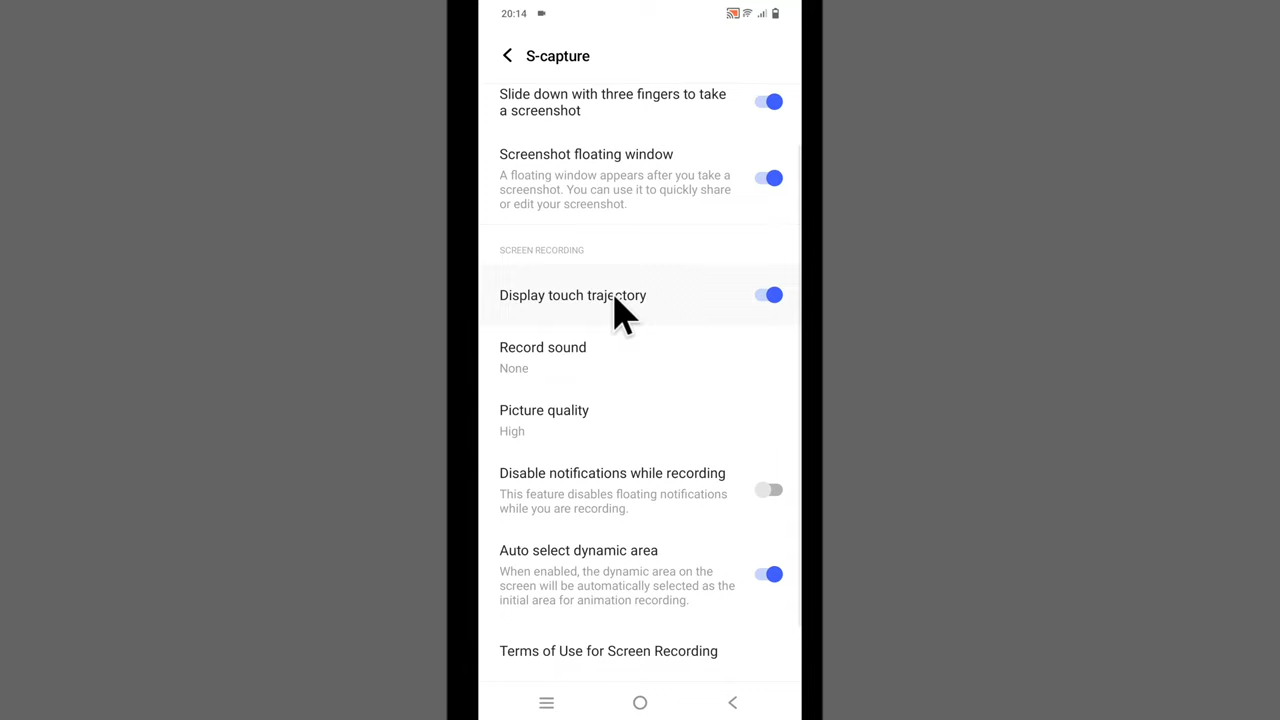 20:14
S-capture
Slide down with three fingers to take
a screenshot
Screenshot floating window
A floating window appears after you take a
screenshot. You can use it to quickly share
or edit your screenshot.
SCREEN RECORDING
Display touch trajectory
Record sound
None
Picture quality
High
Disable notifications while recording
This feature disables floating notifications
while you are recording.
Auto select dynamic area
When enabled, the dynamic area on the
screen will be automatically selected as the
initial area for animation recording.
Terms of Use for Screen Recording